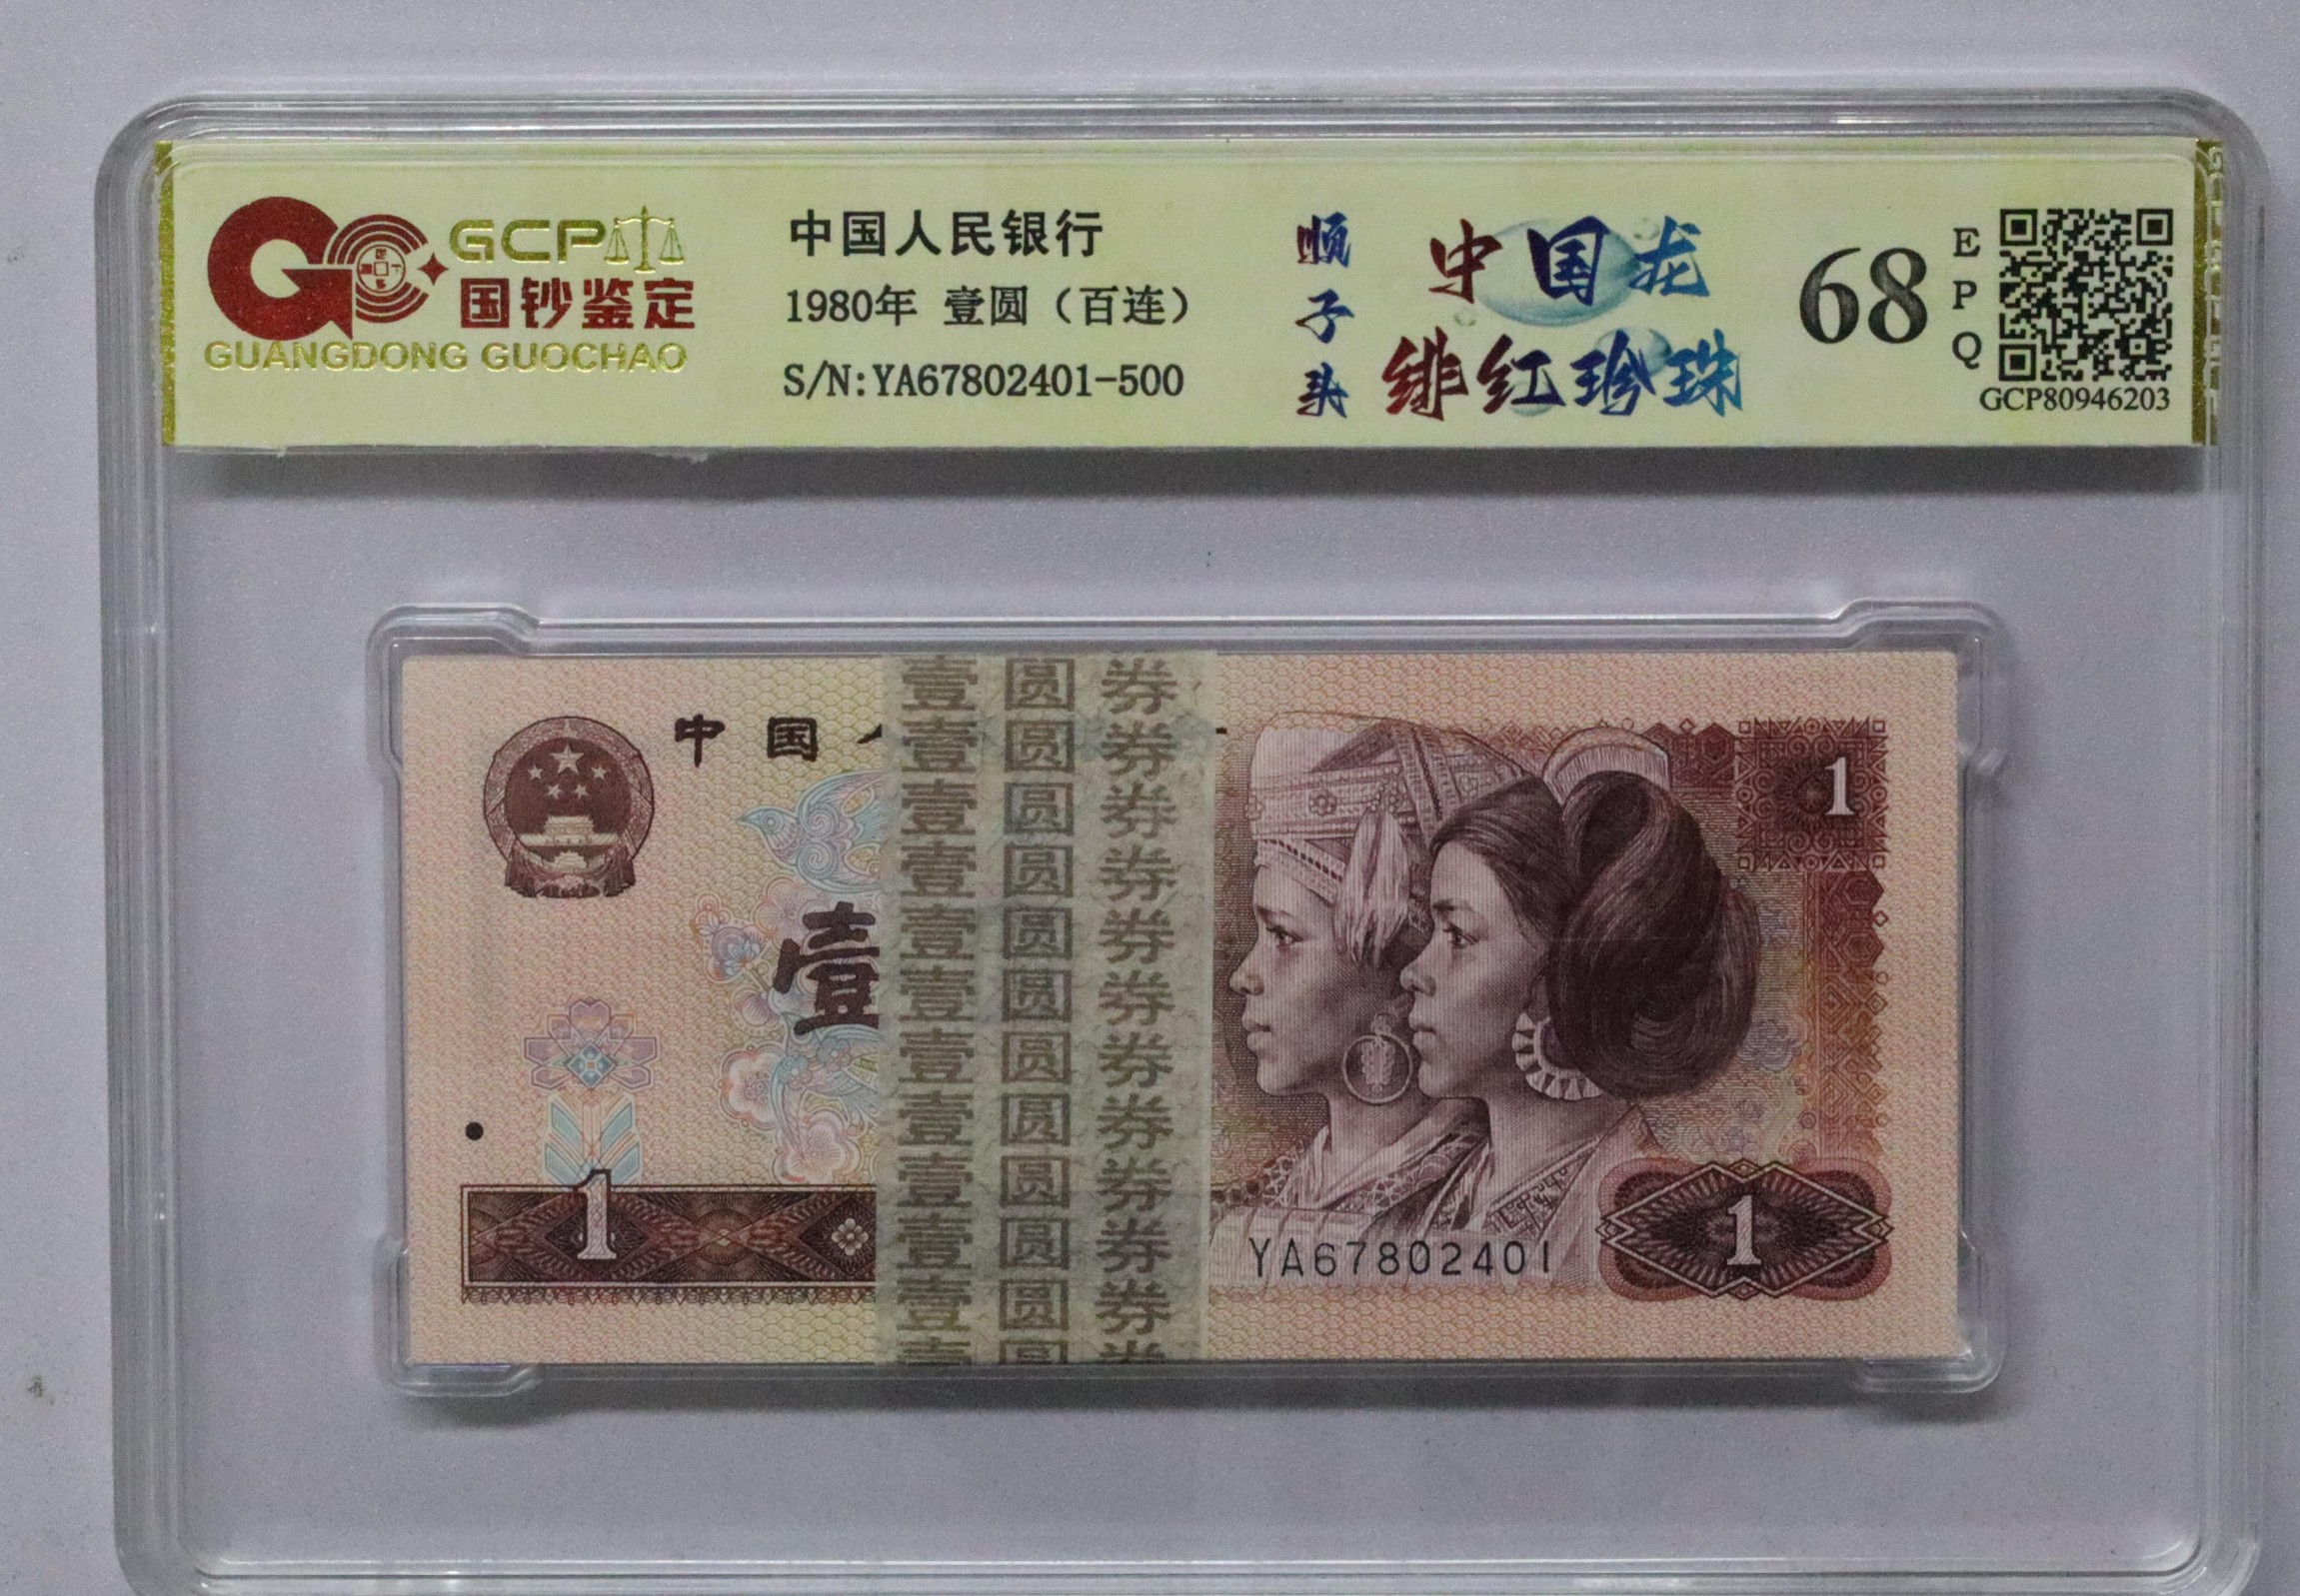 GCP
国钞鉴定
GUANGDONG GUOCHAO
中国人民银行
1980年 壹圆（百连）
S/N:YA67802401-500
顺子头
中国龙
绯红珍珠
68
EPQ
GCP80946203
中国
壹
1
1
1
YA67802401
壹圆券
壹圆券
壹圆券
壹圆券
壹圆券
壹圆券
壹圆券
壹圆券
壹圆券
壹圆券
壹圆券